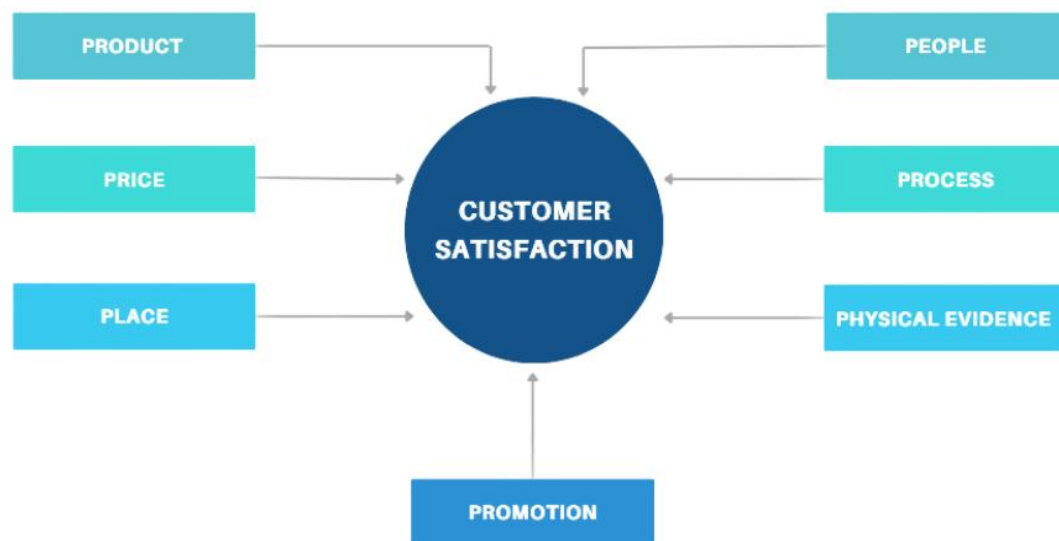 PRODUCT
PEOPLE
PRICE
PROCESS
CUSTOMER
SATISFACTION
PLACE
PHYSICAL EVIDENCE
PROMOTION